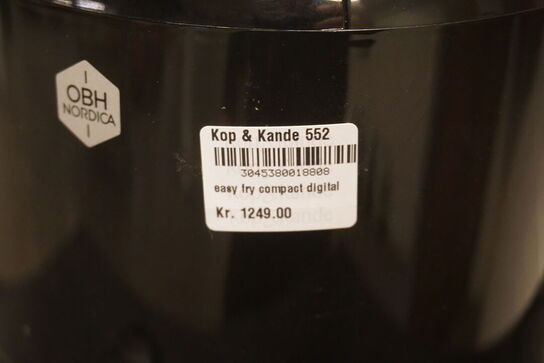 OBH
NORDICA
Kop & Kande 552
3045380018808
easy fry compact digital
Kr. 1249.00